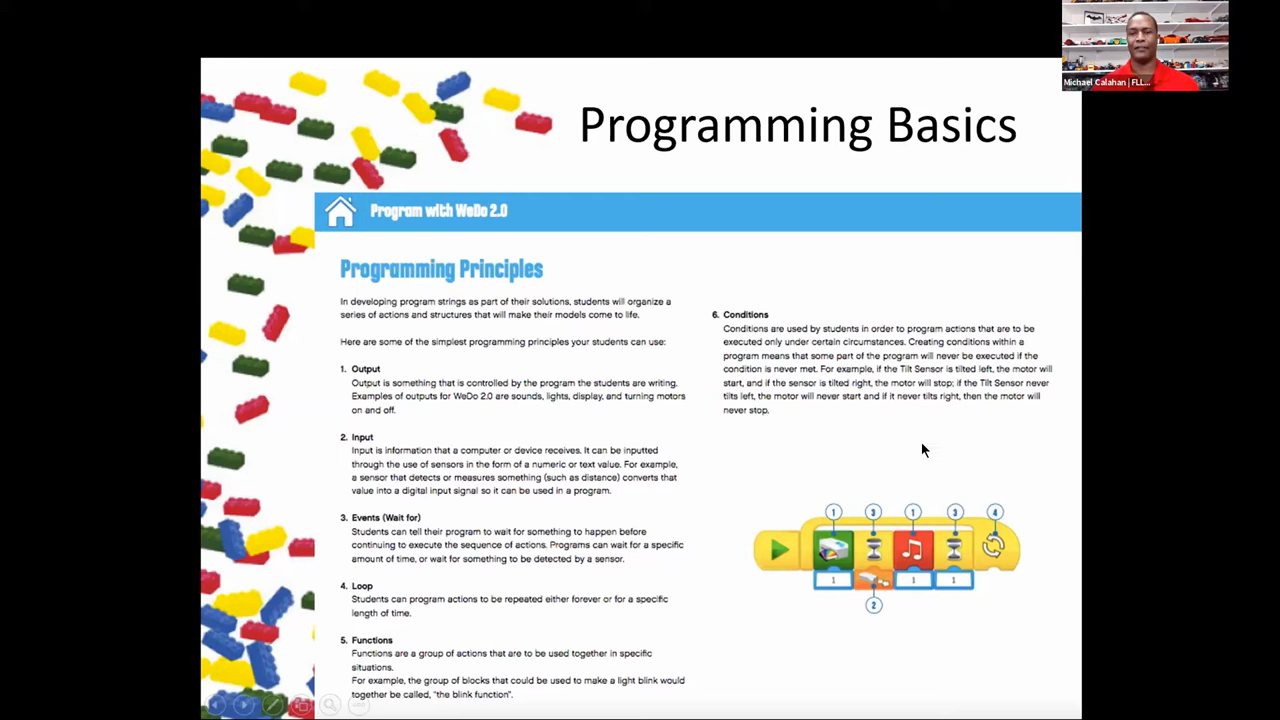 Michael Calahan | FLL...
Programming Basics
Program with WeDo 2.0
Programming Principles
In developing program strings as part of their solutions, students will organize a
series of actions and structures that will make their models come to life.
Here are some of the simplest programming principles your students can use:
1. Output
Output is something that is controlled by the program the students are writing.
Examples of outputs for WeDo 2.0 are sounds, lights, display, and turning motors
on and off.
2. Input
Input is information that a computer or device receives. It can be inputted
through the use of sensors in the form of a numeric or text value. For example,
a sensor that detects or measures something (such as distance) converts that
value into a digital input signal so it can be used in a program.
3. Events (Wait for)
Students can tell their program to wait for something to happen before
continuing to execute the sequence of actions. Programs can wait for a specific
amount of time, or wait for something to be detected by a sensor.
4. Loop
Students can program actions to be repeated either forever or for a specific
length of time.
5. Functions
Functions are a group of actions that are to be used together in specific
situations.
For example, the group of blocks that could be used to make a light blink would
together be called, "the blink function".
6. Conditions
Conditions are used by students in order to program actions that are to be
executed only under certain circumstances. Creating conditions within a
program means that some part of the program will never be executed if the
condition is never met. For example, if the Tilt Sensor is tilted left, the motor will
start, and if the sensor is tilted right, the motor will stop; if the Tilt Sensor never
tilts left, the motor will never start and if it never tilts right, then the motor will
never stop.
1 3 1 3 4
1 1 1
2